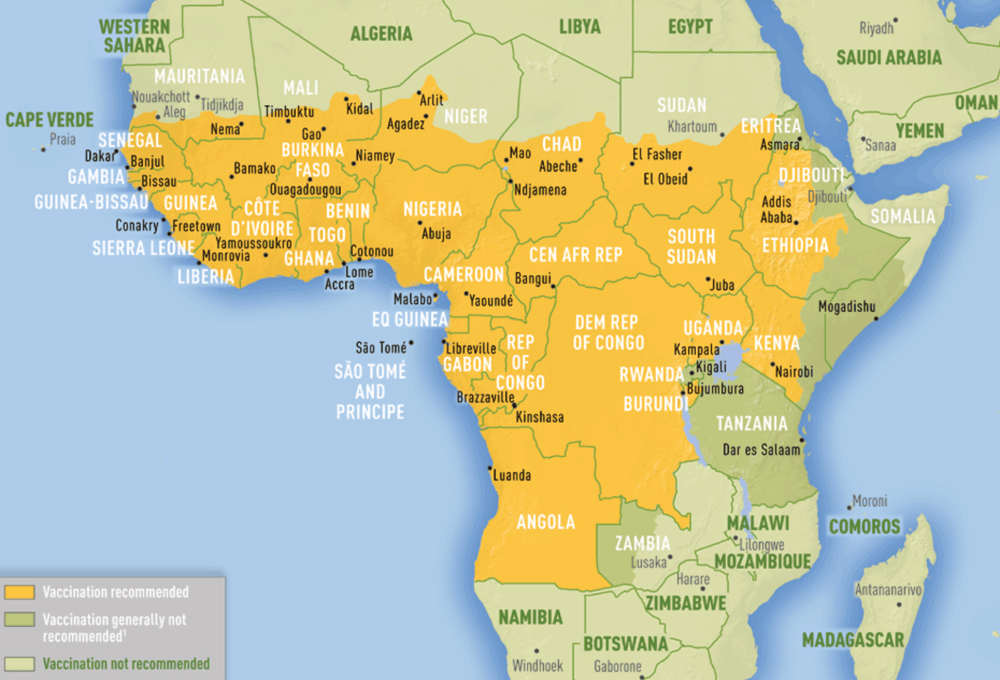 WESTERN
SAHARA
ALGERIA
LIBYA
EGYPT
Riyadh
SAUDI ARABIA
MAURITANIA
MALI
Nouakchott
Tidjikdja
Aleg
Timbuktu
Kidal
Arlit
NIGER
SUDAN
OMAN
CAPE VERDE
Praia
Nema
Gao
Agadez
Khartoum
ERITREA
YEMEN
SENEGAL
Dakar
Banjul
BURKINA
FASO
Niamey
Mao
CHAD
Abeche
El Fasher
Asmara
Sanaa
GAMBIA
Bissau
Bamako
Ouagadougou
Ndjamena
El Obeid
DJIBOUTI
Djibouti
GUINEA-BISSAU
GUINEA
CÔTE
D'IVOIRE
BENIN
NIGERIA
Addis
Ababa
SOMALIA
Conakry
Freetown
TOGO
Abuja
SOUTH
SUDAN
ETHIOPIA
SIERRA LEONE
Yamoussoukro
Monrovia
GHANA
Cotonou
CEN AFR REP
LIBERIA
Lome
Accra
CAMEROON
Bangui
Juba
Malabo
Yaoundé
Mogadishu
EQ GUINEA
DEM REP
OF CONGO
UGANDA
São Tomé
Libreville
REP
OF
CONGO
Kampala
KENYA
SÃO TOMÉ
AND
PRINCIPE
GABON
RWANDA
Kigali
Nairobi
Brazzaville
Bujumbura
BURUNDI
Kinshasa
TANZANIA
Dar es Salaam
Luanda
Moroni
COMOROS
ANGOLA
MALAWI
ZAMBIA
Lilongwe
Lusaka
MOZAMBIQUE
Harare
Antananarivo
ZIMBABWE
NAMIBIA
BOTSWANA
MADAGASCAR
Windhoek
Gaborone
Vaccination recommended
Vaccination generally not
recommended¹
Vaccination not recommended